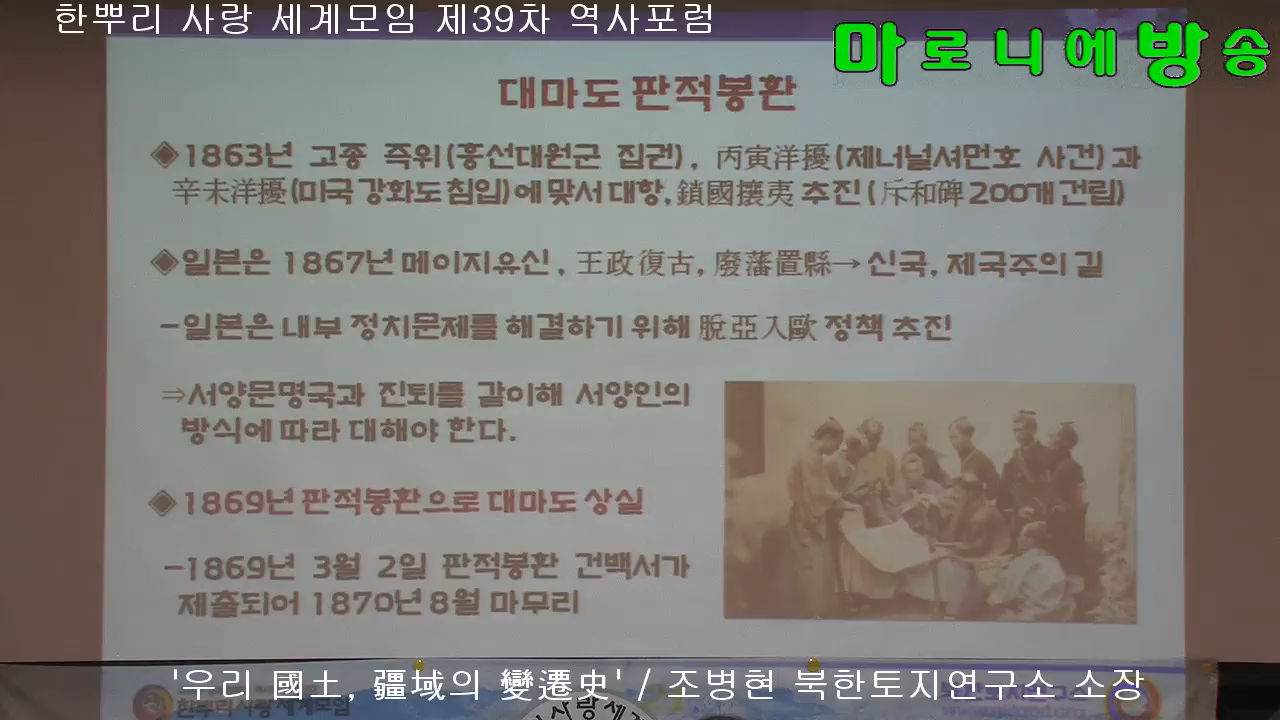 한뿌리 사랑 세계모임 제39차 역사포럼
마로니에방송
대마도 판적봉환
◈1863년 고종 즉위(흥선대원군 집권), 丙寅洋擾(제너널셔먼호 사건)과
辛未洋擾(미국 강화도 침입)에 맞서 대항, 鎖國攘夷 추진(斥和碑 200개 건립)
◈일본은 1867년 메이지유신, 王政復古, 廢藩置縣→ 신국, 제국주의 길
-일본은 내부 정치문제를 해결하기 위해 脫亞入歐 정책 추진
⇒서양문명국과 진퇴를 같이해 서양인의
방식에 따라 대해야 한다.
◈1869년 판적봉환으로 대마도 상실
-1869년 3월 2일 판적봉환 건백서가
제출되어 1870년 8월 마무리
'우리 國土, 疆域의 變遷史' / 조병현 북한토지연구소 소장
한뿌리사랑세계모임